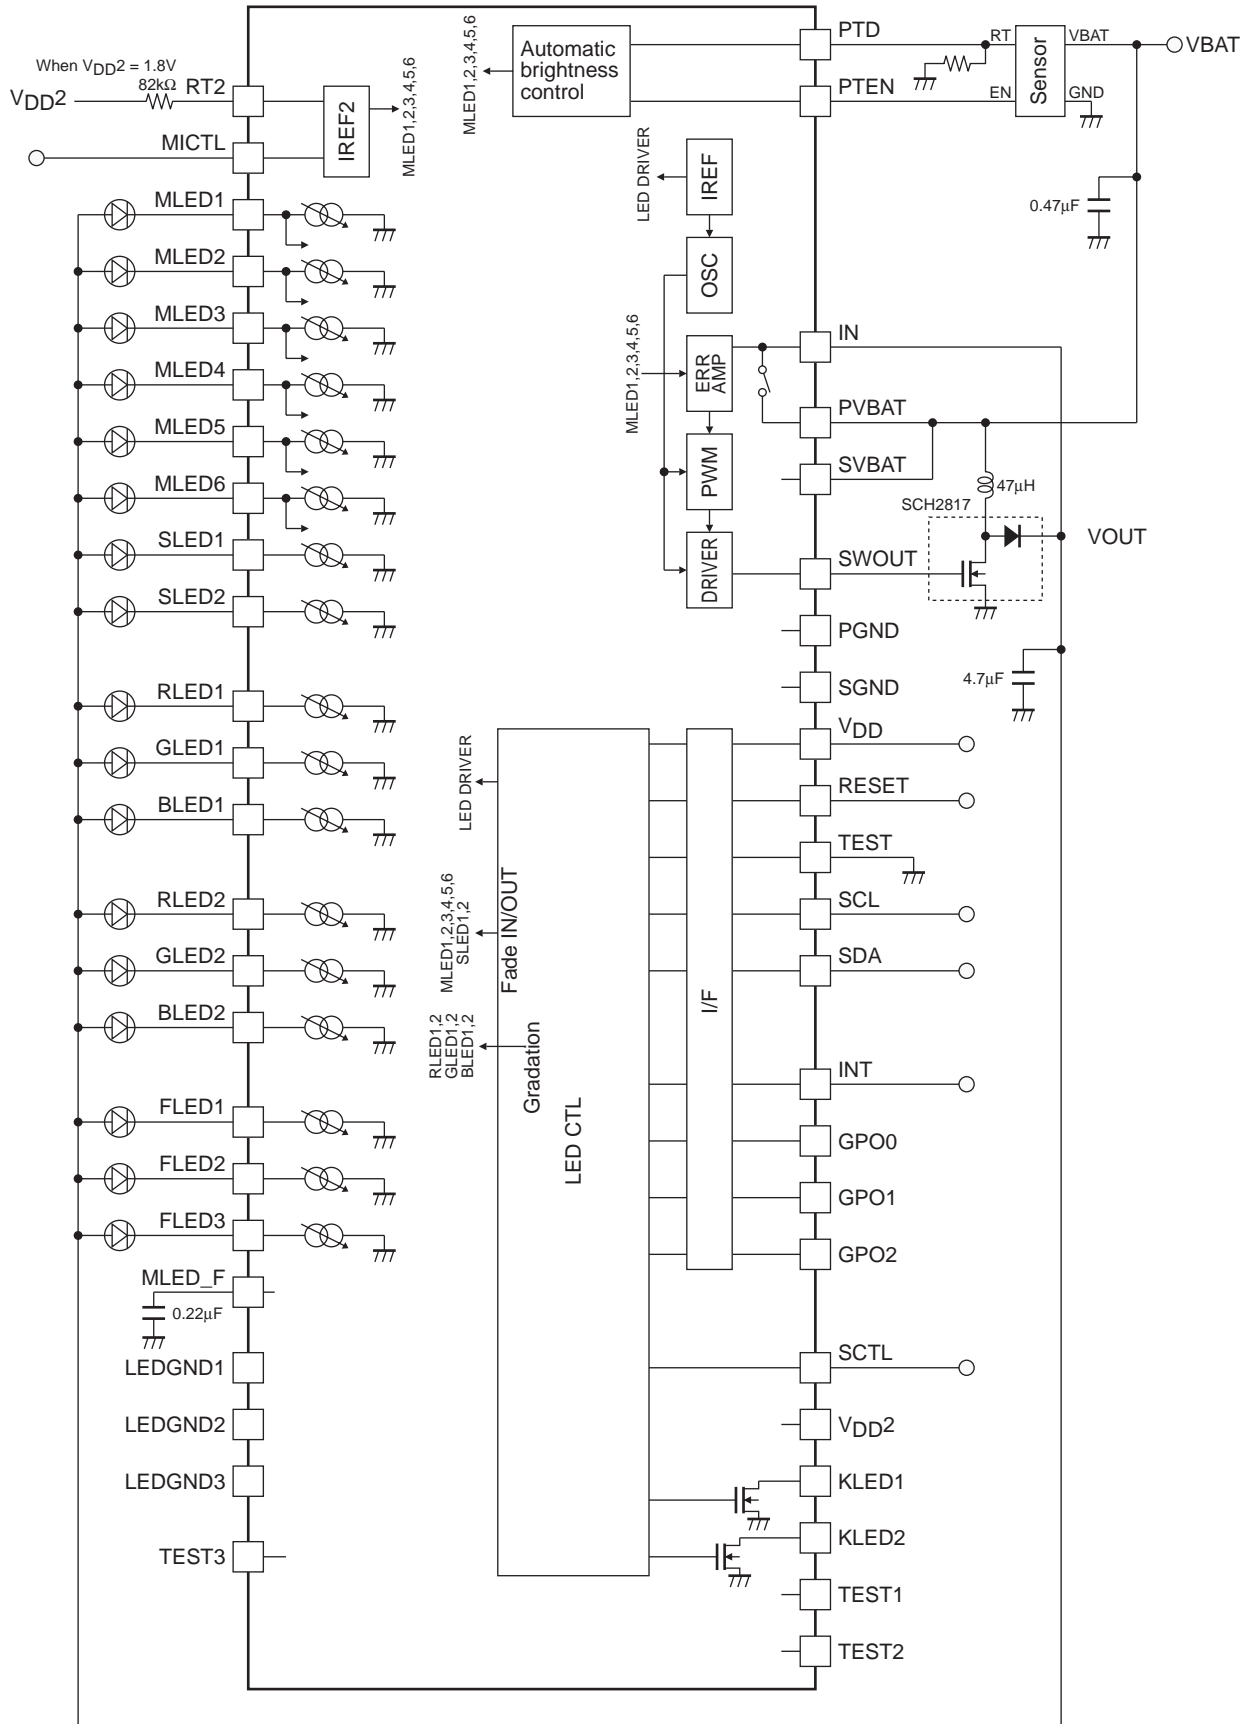 When VDD2 = 1.8V
82kΩ
VDD2
RT2
MICTL
IREF2
MLED1,2,3,4,5,6
MLED1
MLED2
MLED3
MLED4
MLED5
MLED6
SLED1
SLED2
RLED1
GLED1
BLED1
RLED2
GLED2
BLED2
FLED1
FLED2
FLED3
MLED_F
0.22µF
LEDGND1
LEDGND2
LEDGND3
TEST3
MLED1,2,3,4,5,6
Automatic
brightness
control
LED DRIVER
IREF
OSC
MLED1,2,3,4,5,6
ERR
AMP
PWM
DRIVER
LED DRIVER
MLED1,2,3,4,5,6
SLED1,2
RLED1,2
GLED1,2
BLED1,2
Fade IN/OUT
Gradation
LED CTL
I/F
PTD
PTEN
IN
PVBAT
SVBAT
SWOUT
PGND
SGND
VDD
RESET
TEST
SCL
SDA
INT
GPO0
GPO1
GPO2
SCTL
VDD2
KLED1
KLED2
TEST1
TEST2
RT
EN
Sensor
VBAT
GND
VBAT
0.47µF
47µH
SCH2817
VOUT
4.7µF